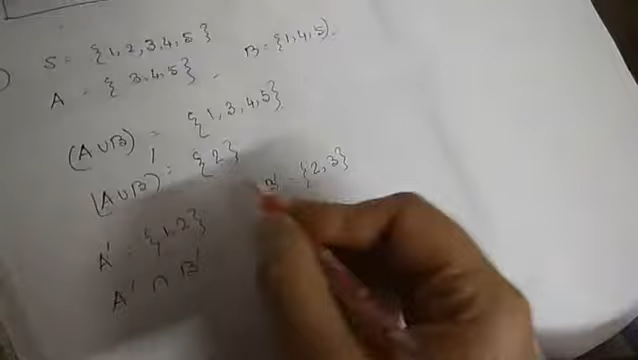 S = {1, 2, 3, 4, 5}
A = {3, 4, 5} . B = {1, 4, 5}.
(A∪B) = {1, 3, 4, 5}
(A∪B)' = {2}
A' = {1, 2} B' = {2, 3}
A' ∩ B'